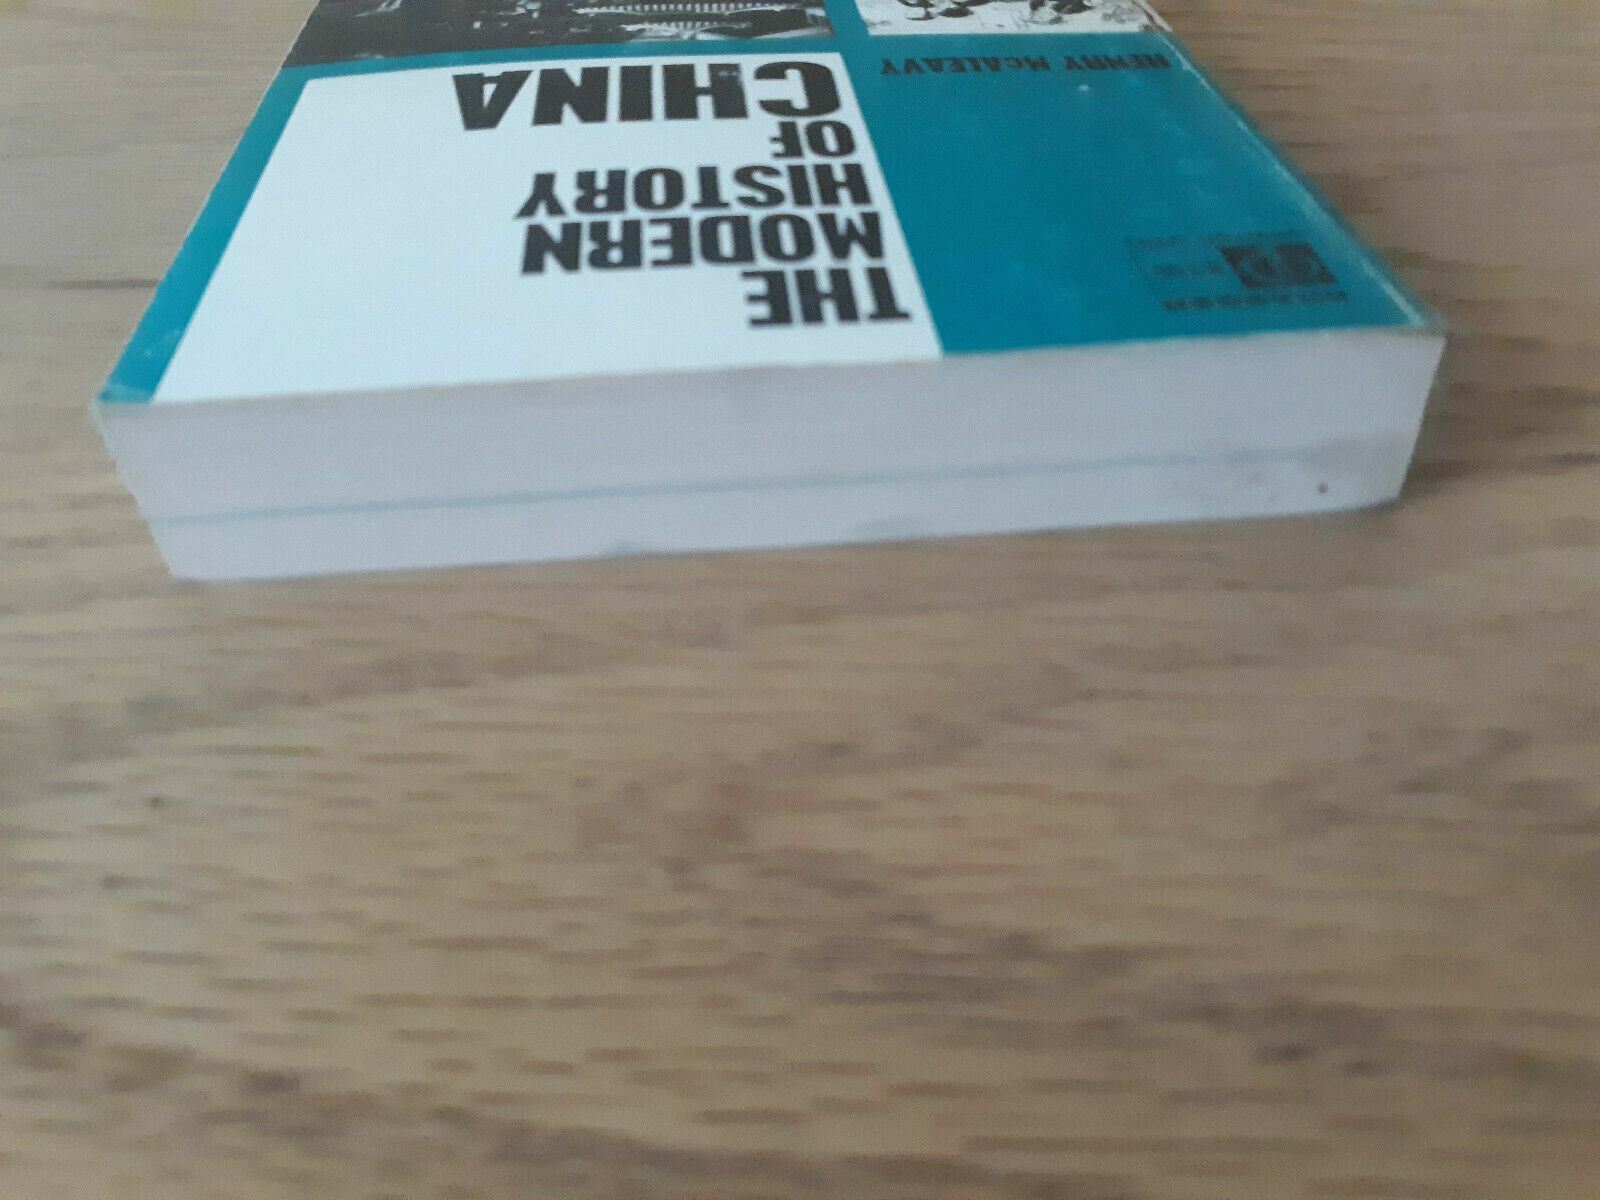 THE
MODERN
HISTORY
OF
CHINA
HENRY McALEAVY